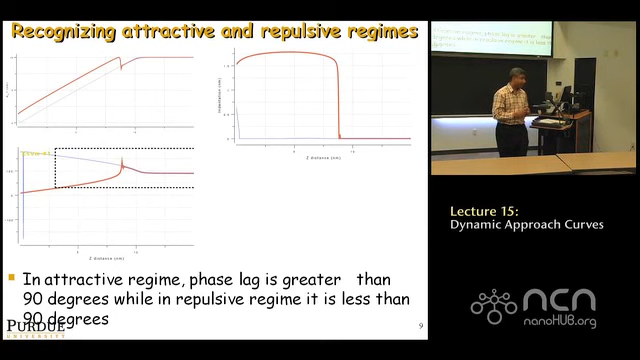 Recognizing attractive and repulsive regimes
Z distance (nm)
Z distance (nm)
In attractive regime, phase lag is greater than
90 degrees while in repulsive regime it is less than
90 degrees
PURDUE
UNIVERSITY
9
Lecture 15:
Dynamic Approach Curves
ncn
nanoHUB.org